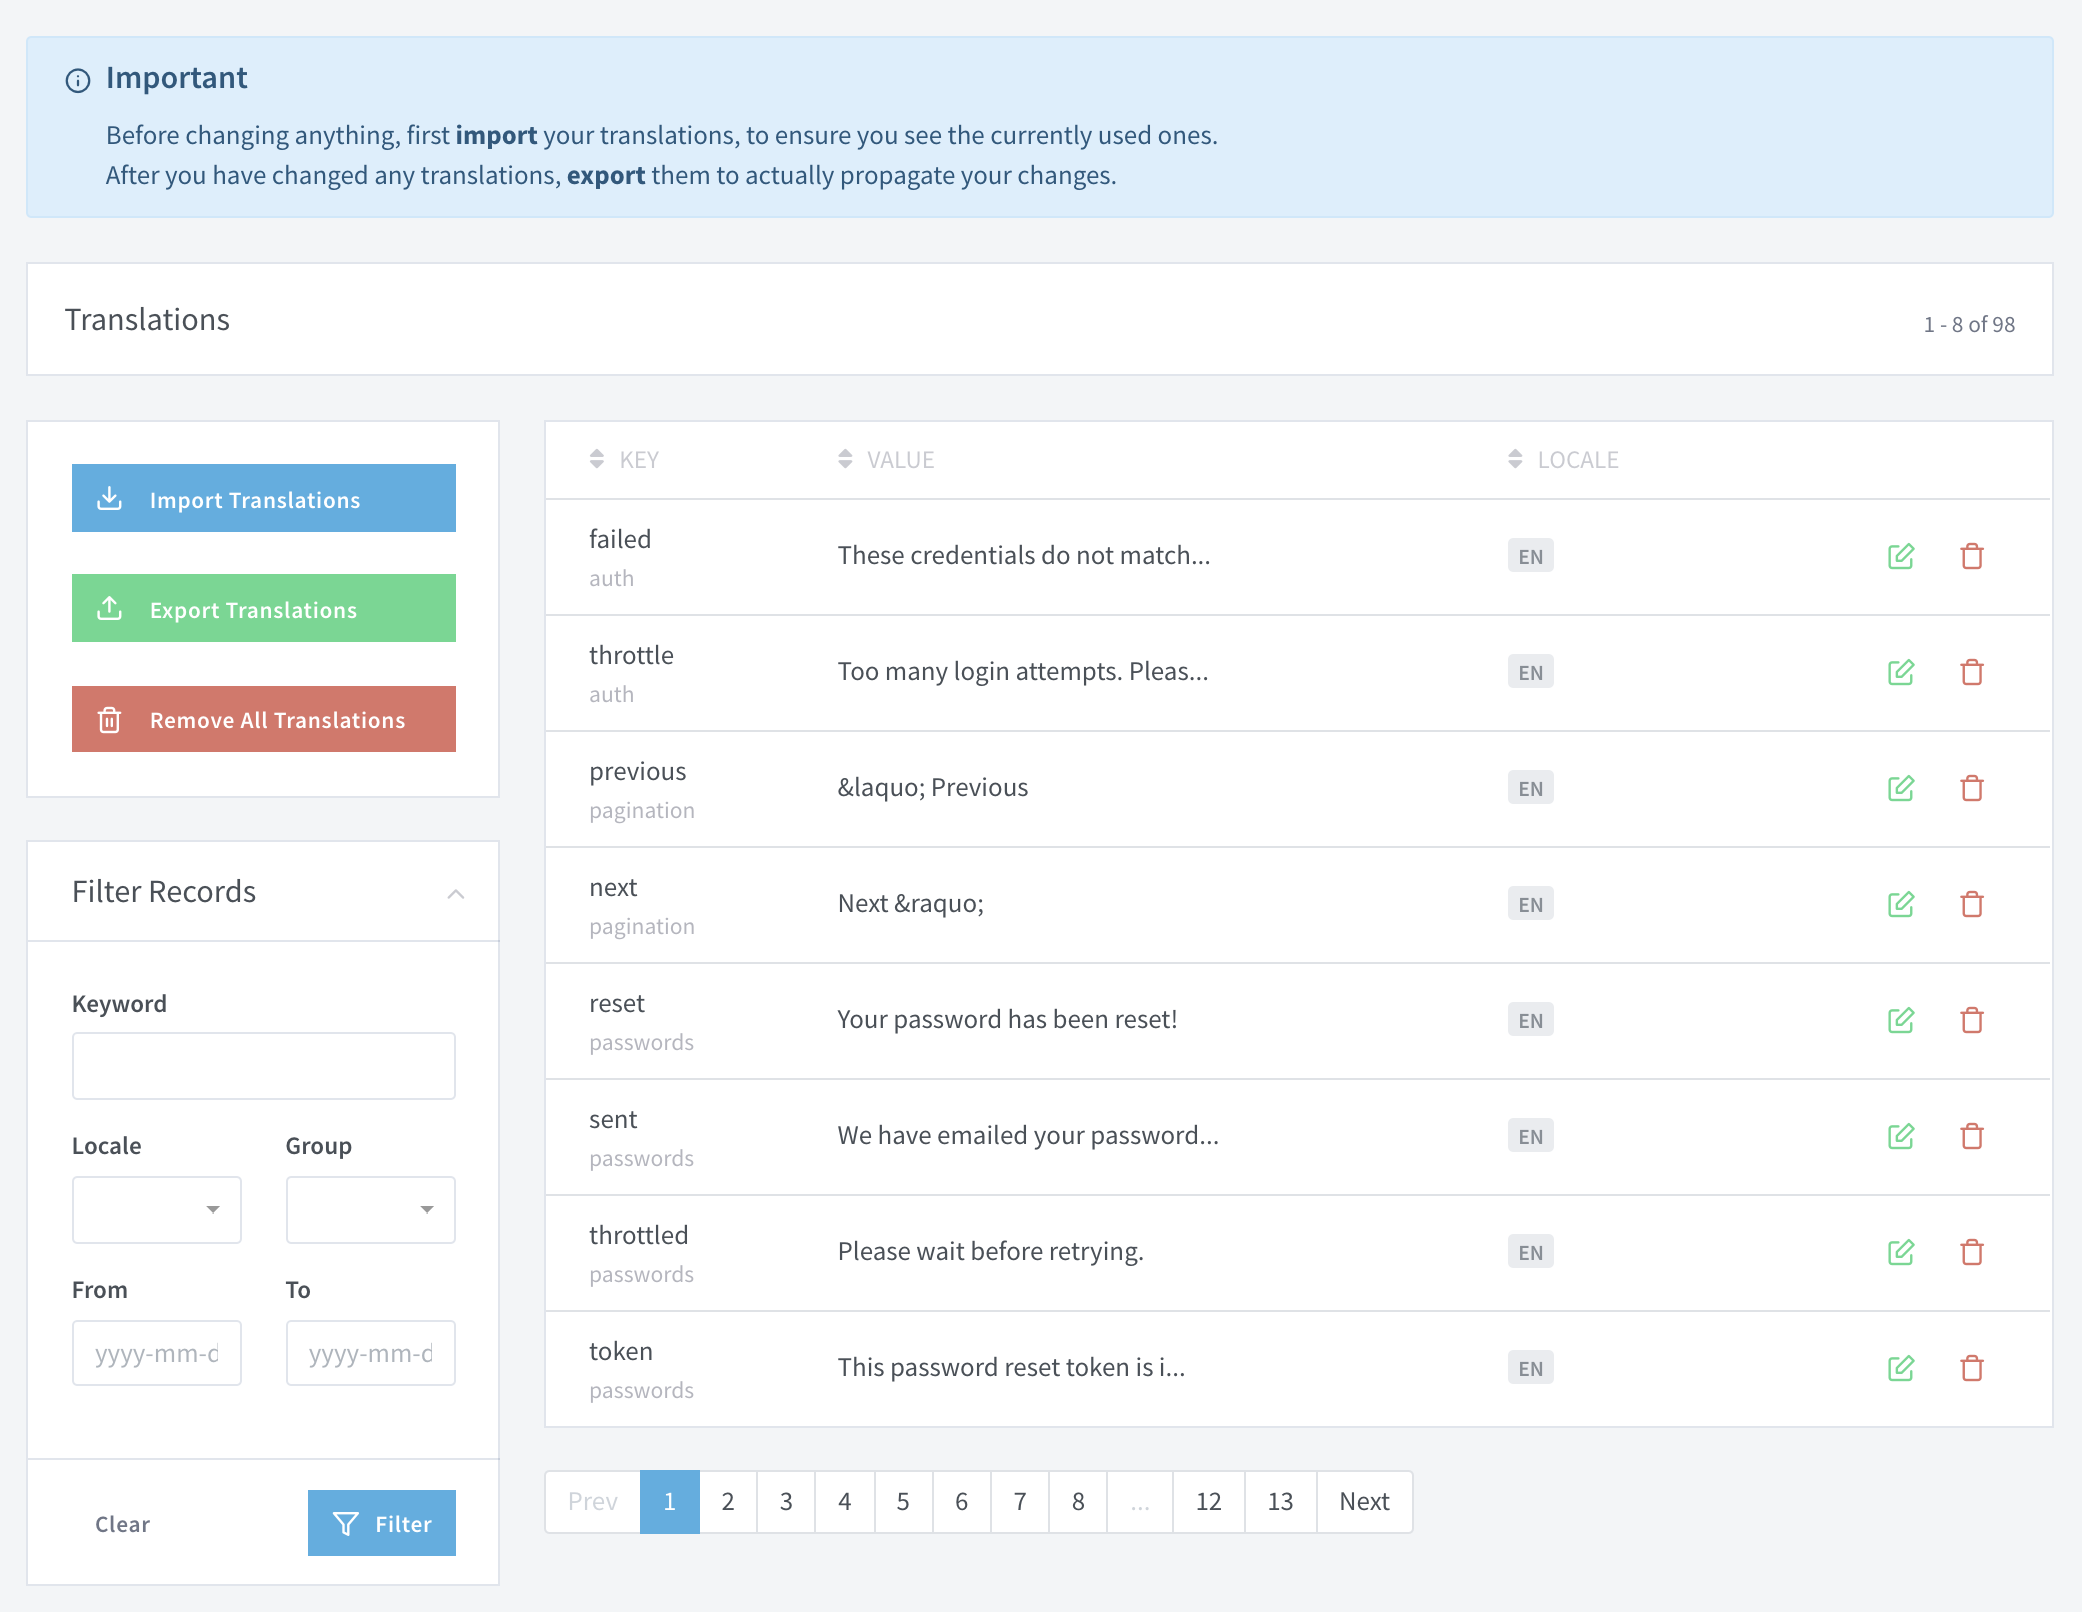 Important
Before changing anything, first import your translations, to ensure you see the currently used ones.
After you have changed any translations, export them to actually propagate your changes.
Translations
1 - 8 of 98
Import Translations
Export Translations
Remove All Translations
Filter Records
Keyword
Locale Group
From To
yyyy-mm-d yyyy-mm-d
Clear Filter
KEY VALUE LOCALE
failed
auth
These credentials do not match...
EN
throttle
auth
Too many login attempts. Pleas...
EN
previous
pagination
&laquo; Previous
EN
next
pagination
Next &raquo;
EN
reset
passwords
Your password has been reset!
EN
sent
passwords
We have emailed your password...
EN
throttled
passwords
Please wait before retrying.
EN
token
passwords
This password reset token is i...
EN
Prev 1 2 3 4 5 6 7 8 ... 12 13 Next